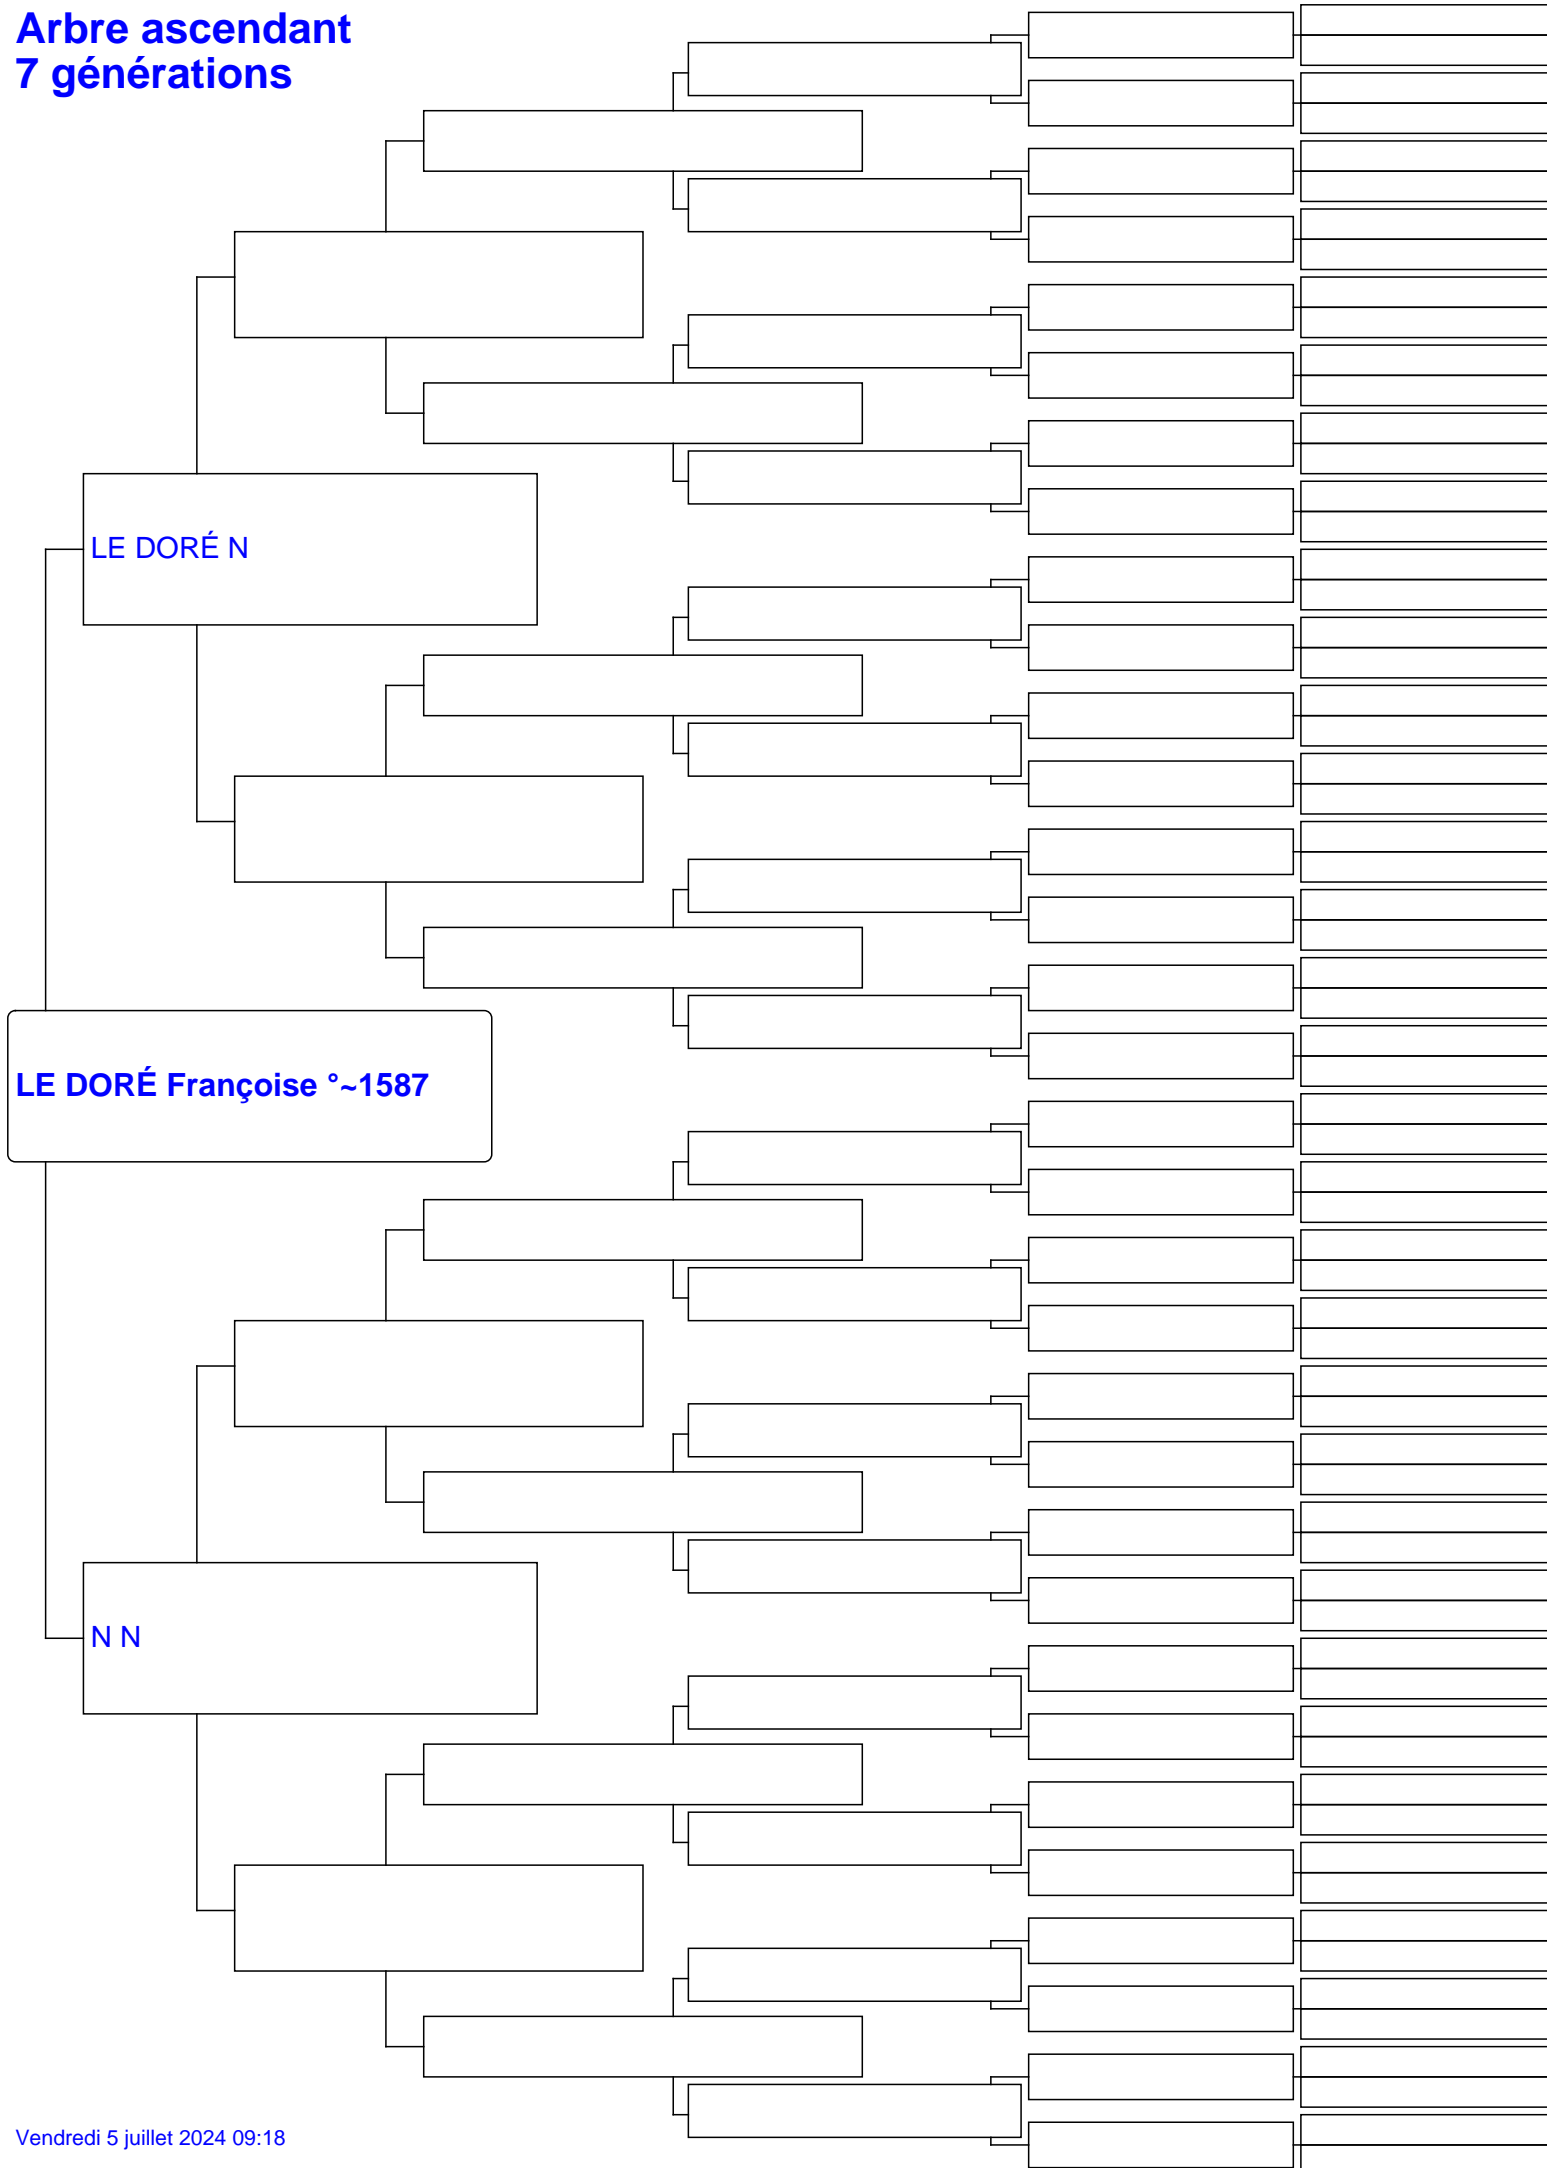 Arbre ascendant
7 générations
LE DORÉ N
LE DORÉ Françoise °~1587
N N
Vendredi 5 juillet 2024 09:18